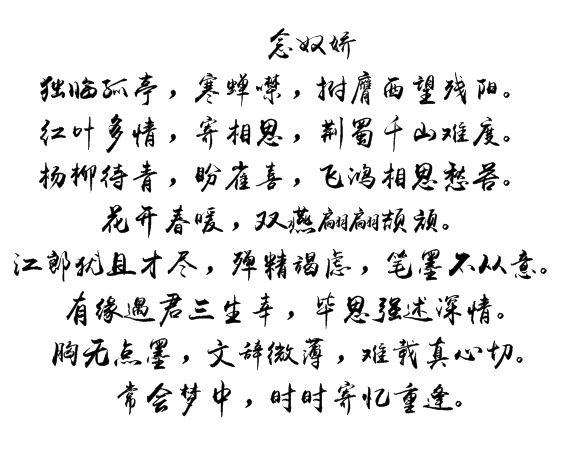 念奴娇
独临孤亭，寒蝉噤，拊膺西望残阳。
红叶多情，寄相思，荆蜀千山难度。
杨柳待青，盼雀喜，飞鸿相思愁苦。
花开春暖，双燕翩翩颉颃。
江郎犹且才尽，殚精竭虑，笔墨不从意。
有缘遇君三生幸，毕思强述深情。
胸无点墨，文辞微薄，难载真心切。
常会梦中，时时寄忆重逢。